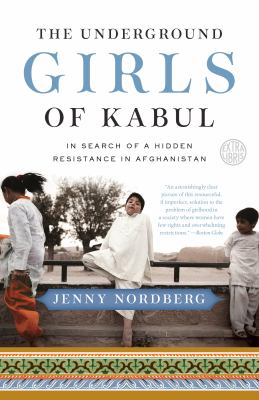 THE UNDERGROUND
GIRLS
OF KABUL
IN SEARCH OF A HIDDEN
RESISTANCE IN AFGHANISTAN
EXTRA
LIBRIS
"An astonishingly clear
picture of this resourceful,
if imperfect, solution to the
problem of girlhood in
a society where women
have few rights and overwhelming
restrictions." —Boston Globe
JENNY NORDBERG